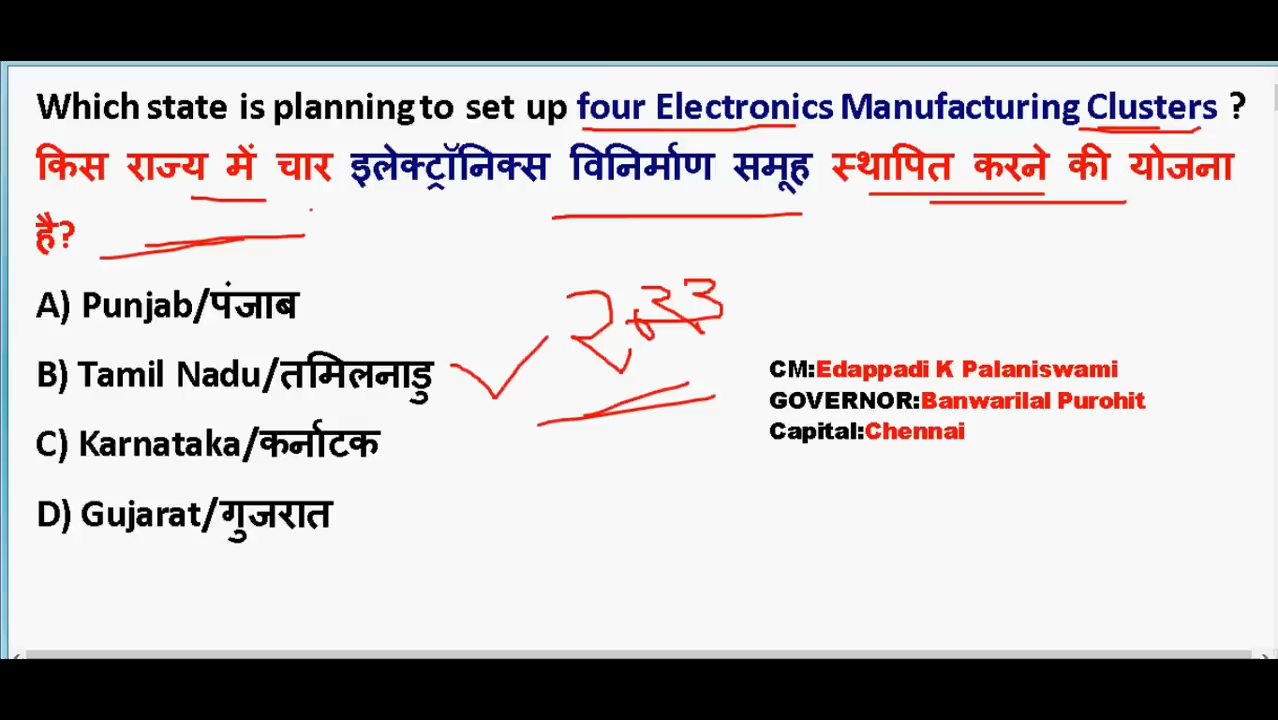 Which state is planning to set up four Electronics Manufacturing Clusters ?
किस राज्य में चार इलेक्ट्रॉनिक्स विनिर्माण समूह स्थापित करने की योजना
है?
A) Punjab/पंजाब
B) Tamil Nadu/तमिलनाडु
C) Karnataka/कर्नाटक
D) Gujarat/गुजरात
CM:Edappadi K Palaniswami
GOVERNOR:Banwarilal Purohit
Capital:Chennai